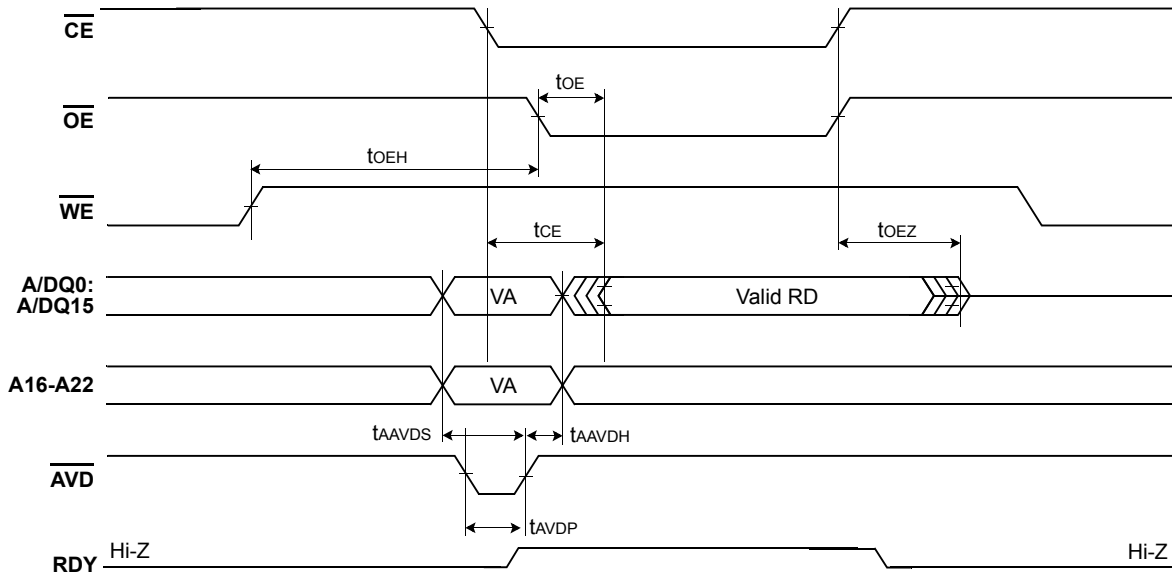 CE
tOE
OE
tOEH
WE
tCE
tOEZ
A/DQ0:
A/DQ15
VA
Valid RD
A16-A22
VA
tAAVDS
tAAVDH
AVD
tAVDP
RDY
Hi-Z
Hi-Z